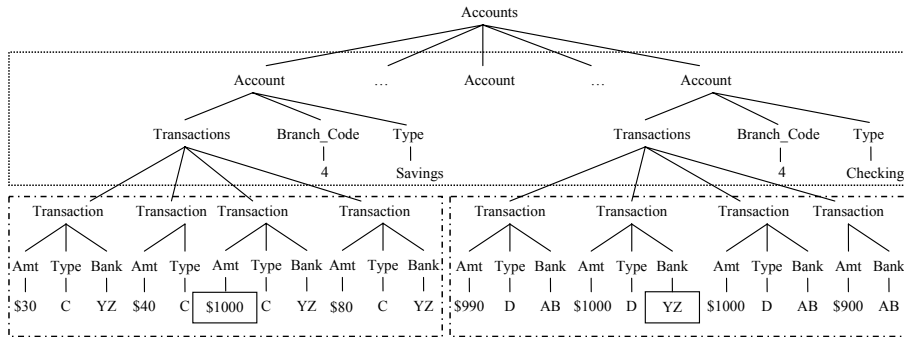 Accounts
Account … Account … Account
Transactions Branch_Code Type Transactions Branch_Code Type
4 Savings 4 Checking
Transaction Transaction Transaction Transaction Transaction Transaction Transaction Transaction
Amt Type Bank Amt Type Amt Type Bank Amt Type Bank Amt Type Bank Amt Type Bank Amt Type Bank Amt Bank
$30 C YZ $40 C $1000 C YZ $80 C YZ $990 D AB $1000 D YZ $1000 D AB $900 AB